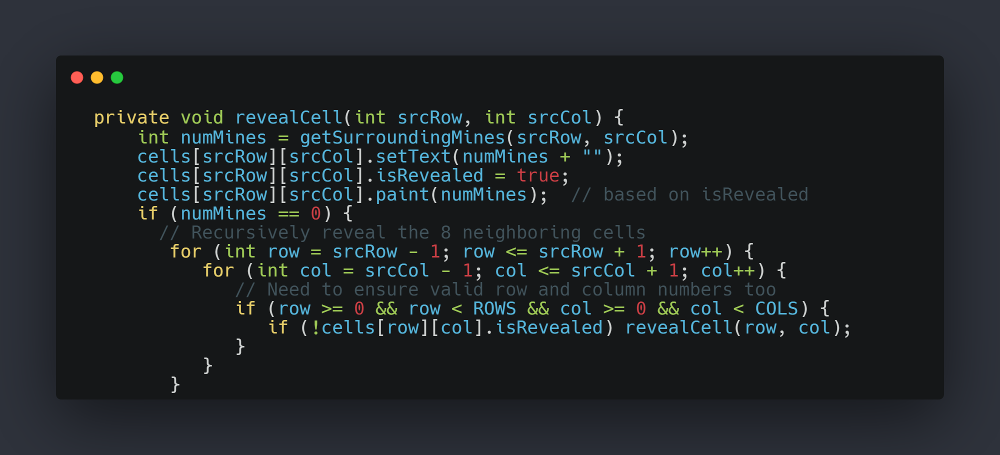 private void revealCell(int srcRow, int srcCol) {
    int numMines = getSurroundingMines(srcRow, srcCol);
    cells[srcRow][srcCol].setText(numMines + "");
    cells[srcRow][srcCol].isRevealed = true;
    cells[srcRow][srcCol].paint(numMines);  // based on isRevealed
    if (numMines == 0) {
      // Recursively reveal the 8 neighboring cells
       for (int row = srcRow - 1; row <= srcRow + 1; row++) {
          for (int col = srcCol - 1; col <= srcCol + 1; col++) {
             // Need to ensure valid row and column numbers too
             if (row >= 0 && row < ROWS && col >= 0 && col < COLS) {
                if (!cells[row][col].isRevealed) revealCell(row, col);
             }
          }
       }